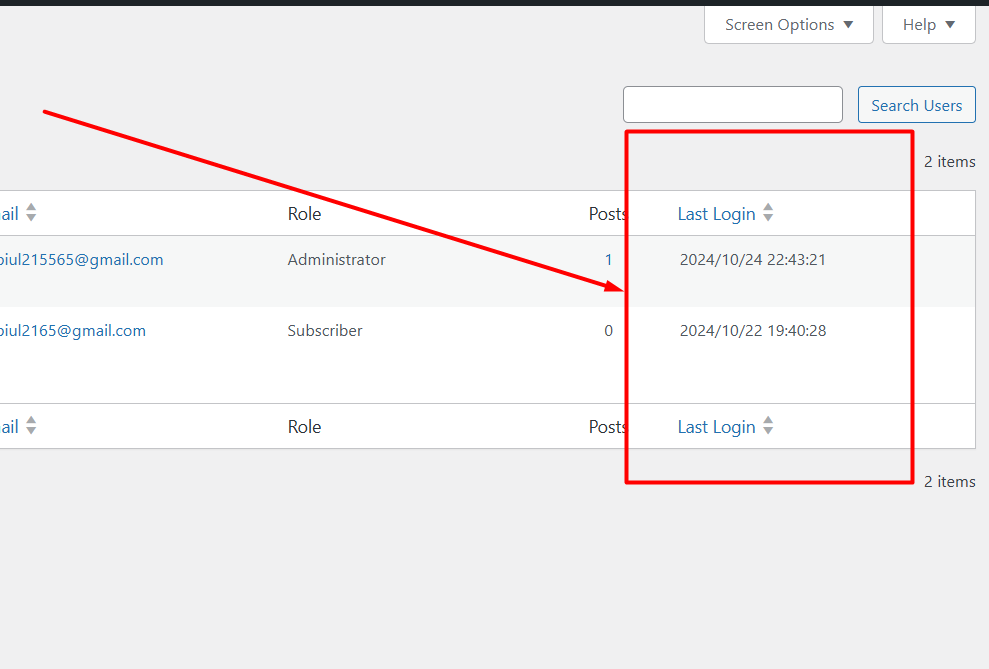 Screen Options ▼ Help ▼
Search Users
2 items
ail Role Posts Last Login
biul215565@gmail.com Administrator 1 2024/10/24 22:43:21
biul2165@gmail.com Subscriber 0 2024/10/22 19:40:28
ail Role Posts Last Login
2 items